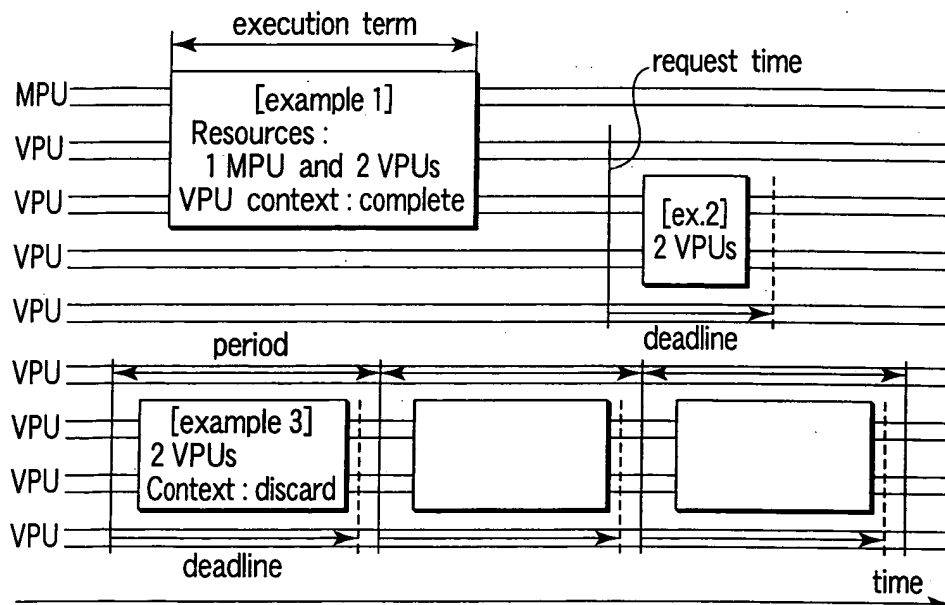 execution term
request time
MPU
[example 1]
Resources :
VPU
1 MPU and 2 VPUs
VPU
VPU context : complete
[ex.2]
VPU
2 VPUs
VPU
deadline
period
VPU
[example 3]
VPU
2 VPUs
VPU
Context : discard
VPU
deadline
time